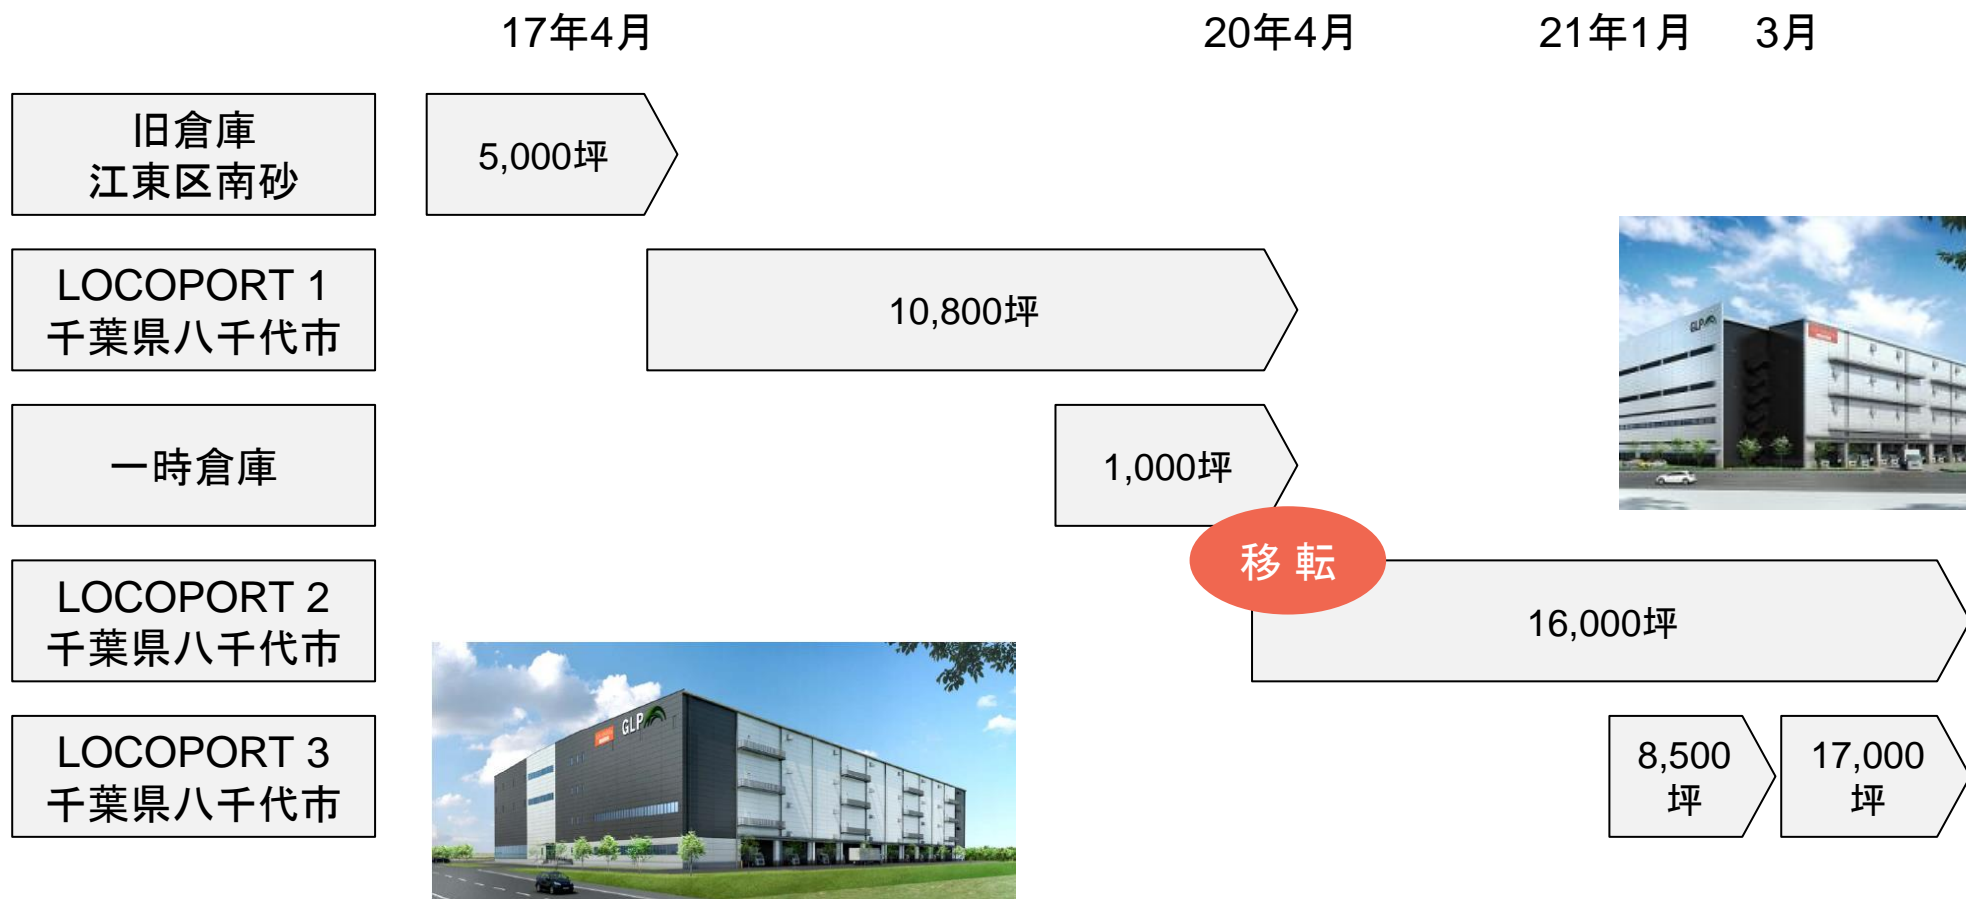 17年4月
20年4月
21年1月
3月
旧倉庫
江東区南砂
5,000坪
LOCOPORT 1
千葉県八千代市
10,800坪
GLP
一時倉庫
1,000坪
移 転
LOCOPORT 2
千葉県八千代市
16,000坪
GLP
LOCOPORT 3
千葉県八千代市
8,500
坪
17,000
坪